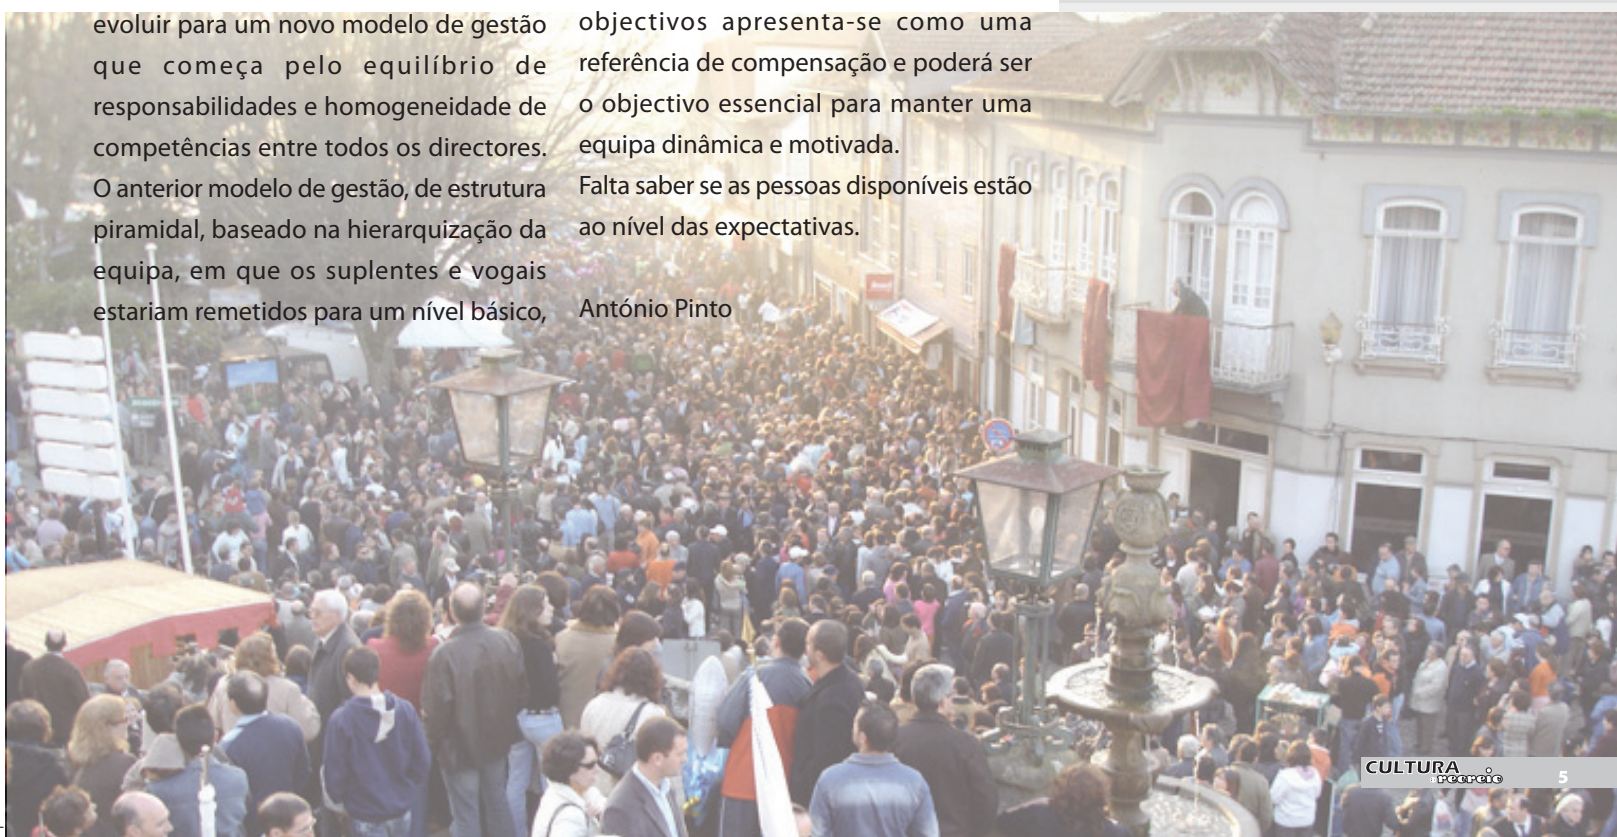 evoluir para um novo modelo de gestão
que começa pelo equilíbrio de
responsabilidades e homogeneidade de
competências entre todos os directores.
O anterior modelo de gestão, de estrutura
piramidal, baseado na hierarquização da
equipa, em que os suplentes e vogais
estariam remetidos para um nível básico,
objectivos apresenta-se como uma
referência de compensação e poderá ser
o objectivo essencial para manter uma
equipa dinâmica e motivada.
Falta saber se as pessoas disponíveis estão
ao nível das expectativas.
António Pinto
CULTURA
e recreio
5